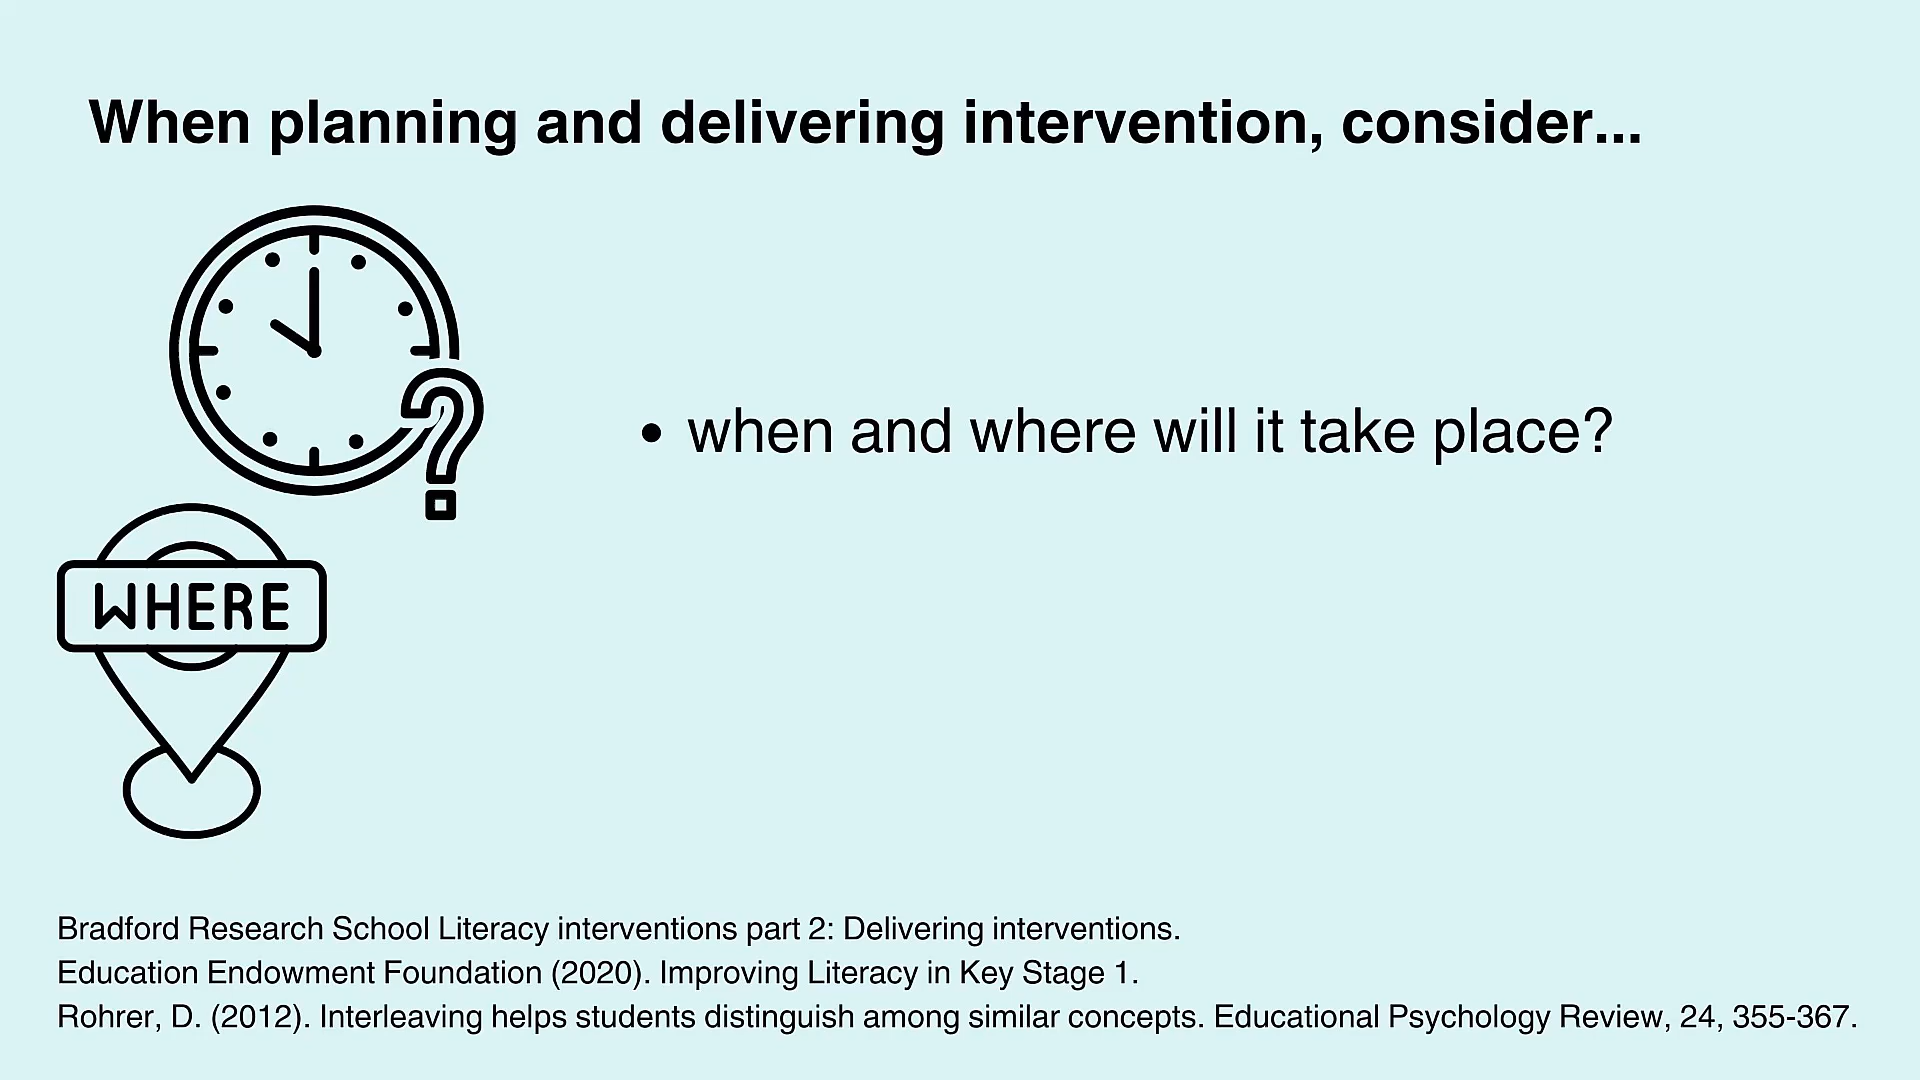 When planning and delivering intervention, consider...
• when and where will it take place?
WHERE
Bradford Research School Literacy interventions part 2: Delivering interventions.
Education Endowment Foundation (2020). Improving Literacy in Key Stage 1.
Rohrer, D. (2012). Interleaving helps students distinguish among similar concepts. Educational Psychology Review, 24, 355-367.